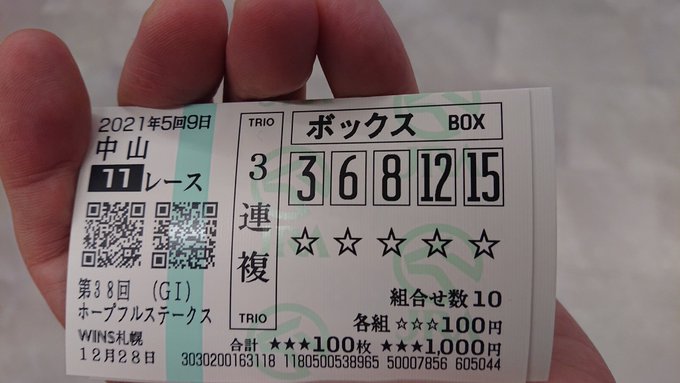 2021年5回9日
中山
11レース
第38回 (GⅠ)
ホープフルステークス
WINS札幌
12月28日
TRIO
3連複
TRIO
ボックス BOX
3 6 8 12 15
☆ ☆ ☆ ☆ ☆
組合せ数10
各組 ☆☆☆100円
合計 ★★★100枚 ★★★1,000円
3030200163118 1180500538965 50007856 605044